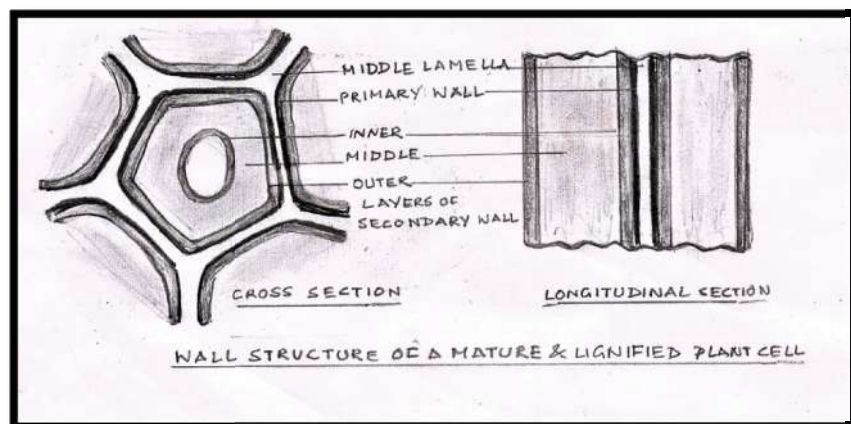 MIDDLE LAMELLA
PRIMARY WALL
INNER
MIDDLE
OUTER
LAYERS OF
SECONDARY WALL
CROSS SECTION
LONGITUDINAL SECTION
WALL STRUCTURE OF A MATURE & LIGNIFIED PLANT CELL